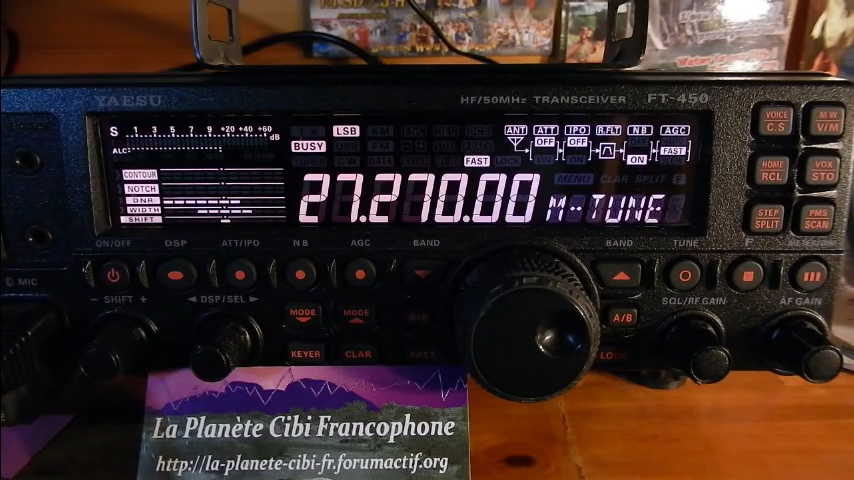 YAESU
HF/50MHz TRANSCEIVER FT-450
S 1 3 5 7 9 +20 +40 +60 dB
ALC
LSB
BUSY
FAST
ANT ATT IPO R.FLT NB AGC
OFF OFF FAST
ON
MENU CLAR SPLIT
CONTOUR
NOTCH
DNR
WIDTH
SHIFT
27.270.00 M-TUNE
VOICE C.S
M W V/M
HOME RCL
VOX STO
STEP SPLIT
PMS SCAN
ON/OFF DSP ATT/IPO NB AGC BAND
BAND TUNE F
MIC
- SHIFT +
DSP/SEL
MODE MODE
A/B
SQL/RF GAIN AF GAIN
KEYER CLAR FAST
LOCK
La Planète Cibi Francophone
http://la-planete-cibi-fr.forumactif.org